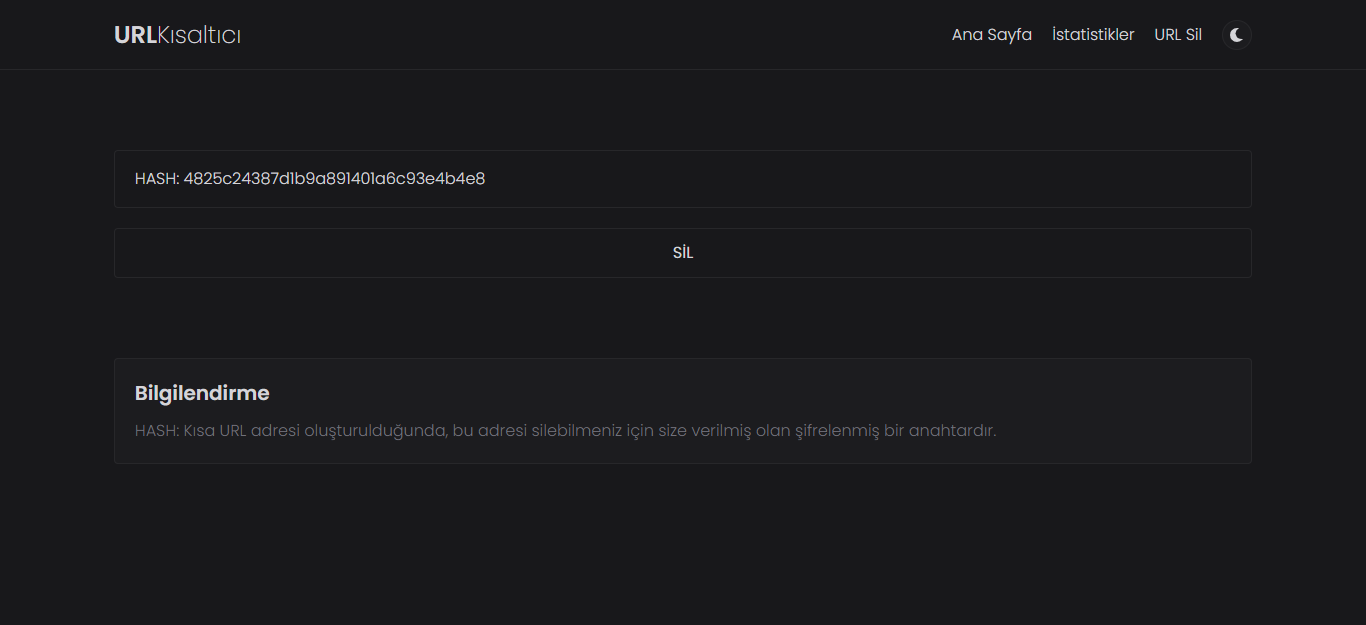 URLKısaltıcı
Ana Sayfa İstatistikler URL Sil
HASH: 4825c24387d1b9a891401a6c93e4b4e8
SİL
Bilgilendirme
HASH: Kısa URL adresi oluşturulduğunda, bu adresi silebilmeniz için size verilmiş olan şifrelenmiş bir anahtardır.